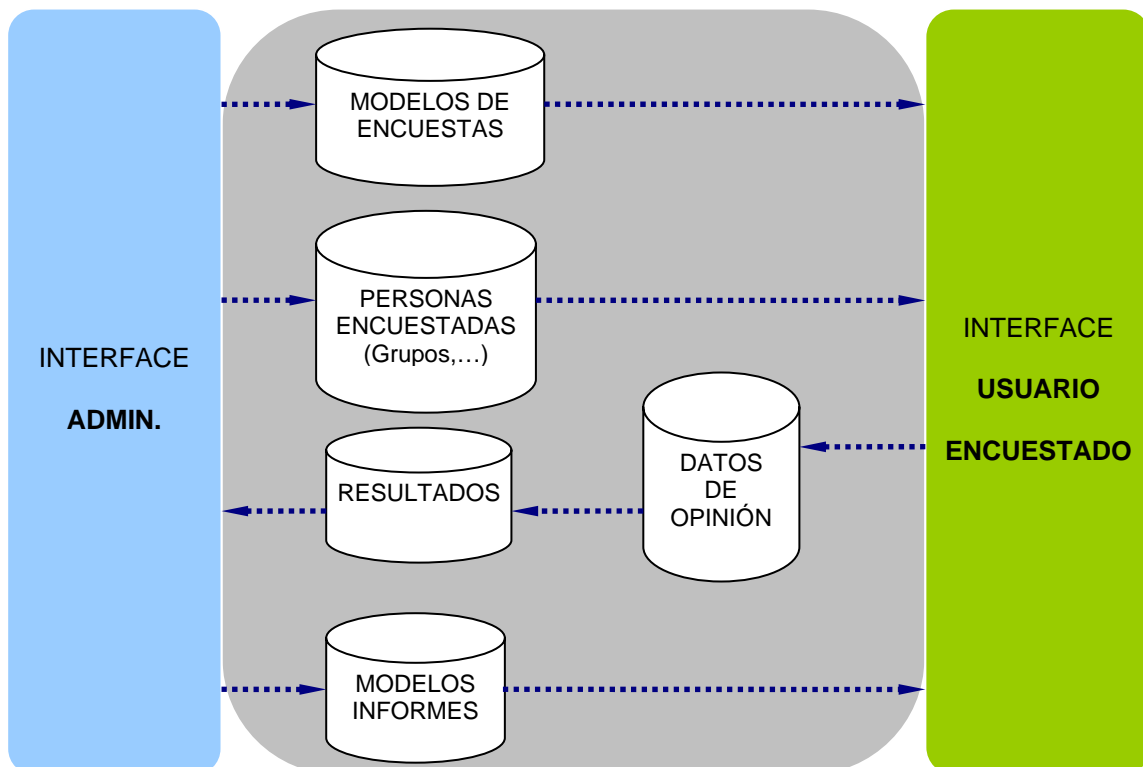 INTERFACE
ADMIN.
MODELOS DE
ENCUESTAS
PERSONAS
ENCUESTADAS
(Grupos,…)
RESULTADOS
DATOS
DE
OPINIÓN
MODELOS
INFORMES
INTERFACE
USUARIO
ENCUESTADO